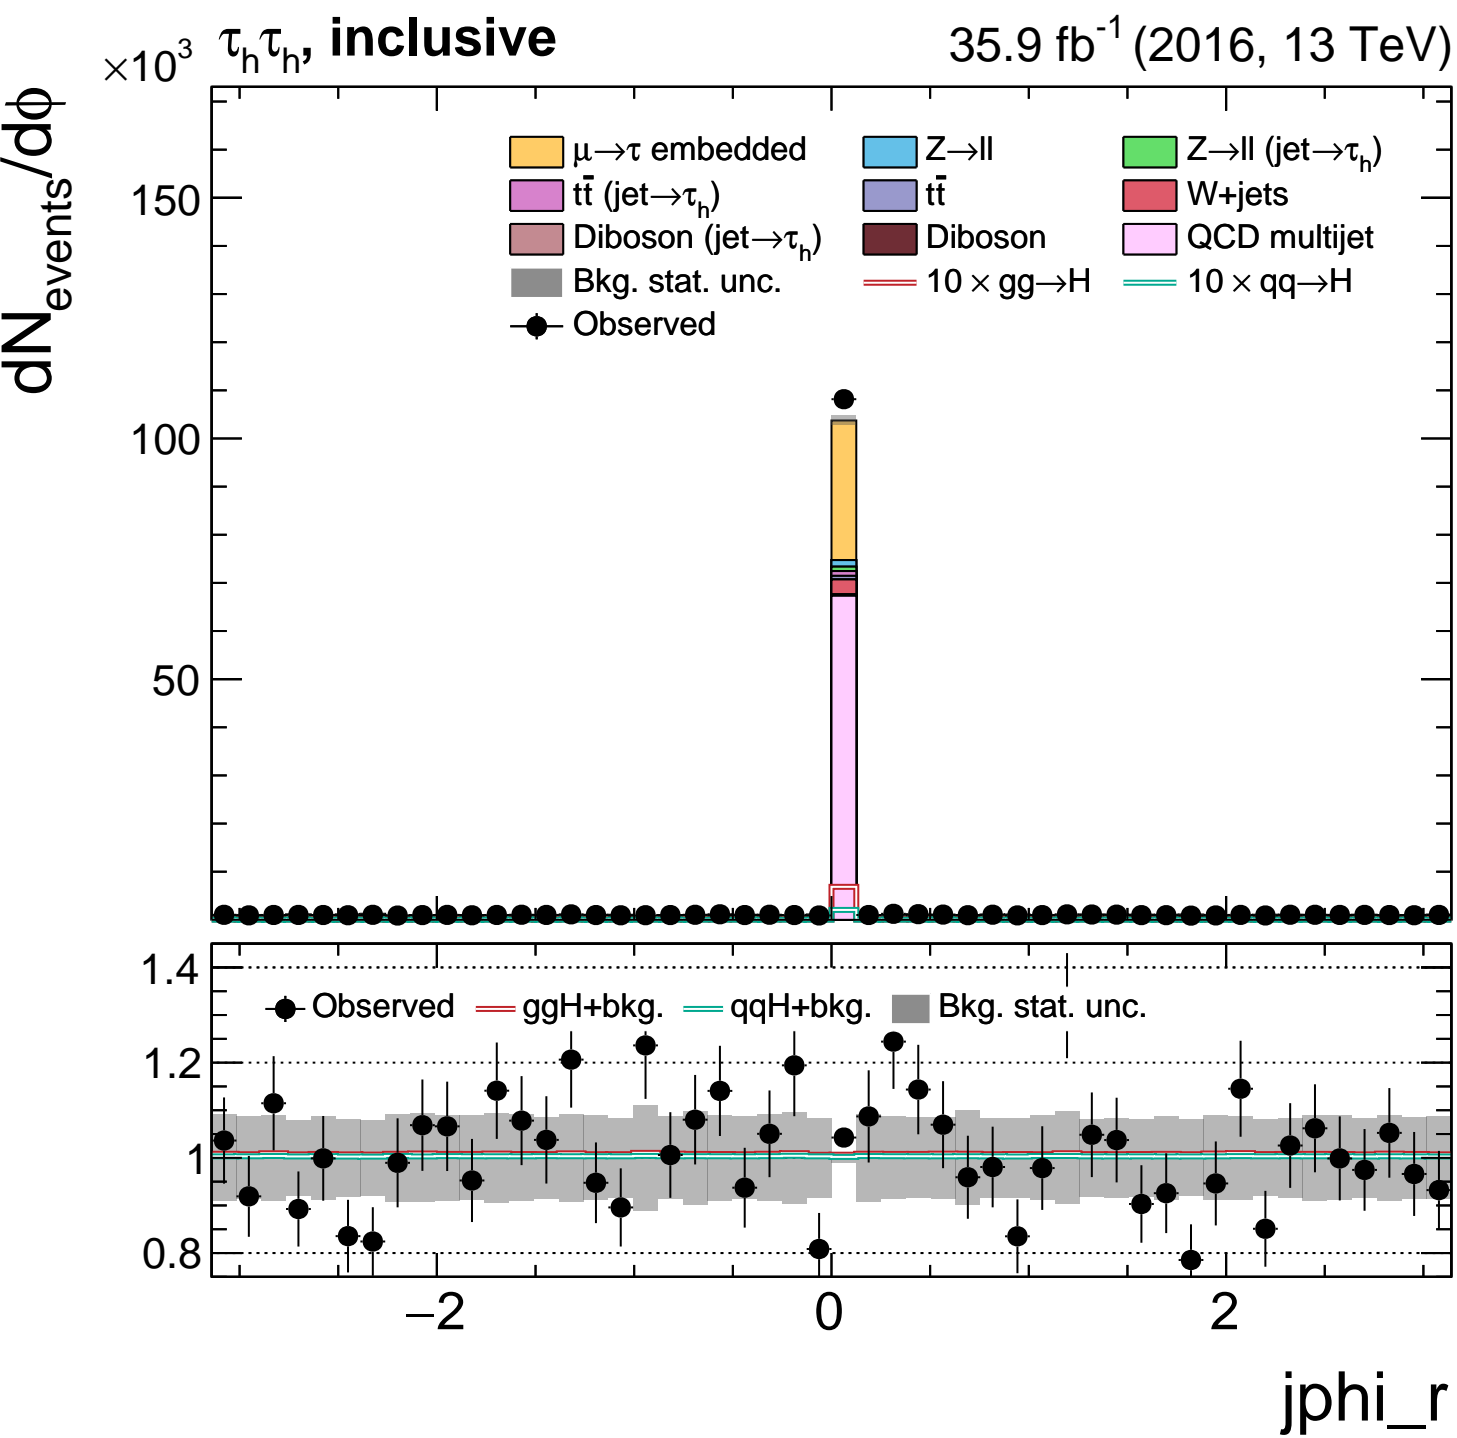 ×10³ τₕτₕ, inclusive 35.9 fb⁻¹ (2016, 13 TeV)
dN_events/dϕ
μ→τ embedded Z→ll Z→ll (jet→τₕ)
tt̄ (jet→τₕ) tt̄ W+jets
Diboson (jet→τₕ) Diboson QCD multijet
Bkg. stat. unc. 10 × gg→H 10 × qq→H
Observed
150
100
50
1.4
Observed ggH+bkg. qqH+bkg. Bkg. stat. unc.
1.2
1
0.8
−2 0 2
jphi_r